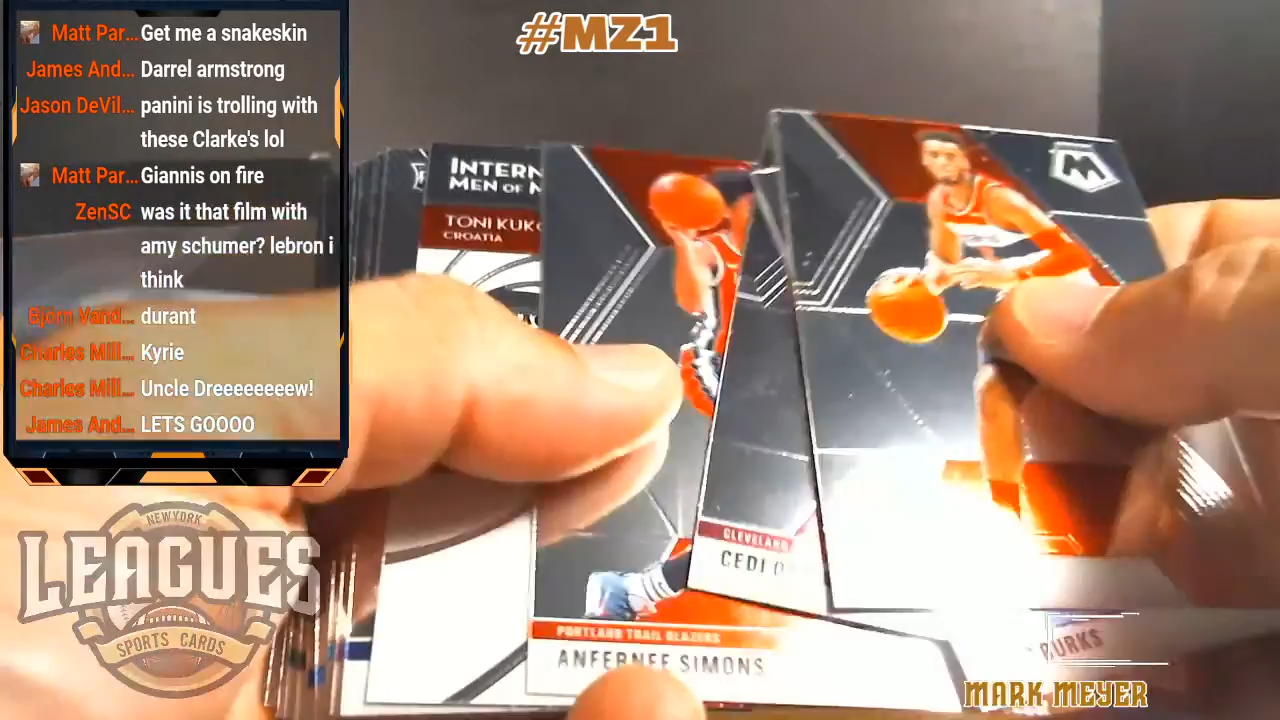 #MZ1
Matt Par... Get me a snakeskin
James And... Darrel armstrong
Jason DeVil... panini is trolling with
these Clarke's lol
Matt Par... Giannis on fire
ZenSC was it that film with
amy schumer? lebron i
think
Bjorn Vand... durant
Charles Mill... Kyrie
Charles Mill... Uncle Dreeeeeeeew!
James And... LETS GOOOO
NEWYORK
LEAGUES
SPORTS CARDS
INTERN
MEN OF M
TONI KUKO
CROATIA
M
CLEVELAND
CEDI O
PORTLAND TRAIL BLAZERS
ANFERNEE SIMONS
BURKS
MARK MEYER